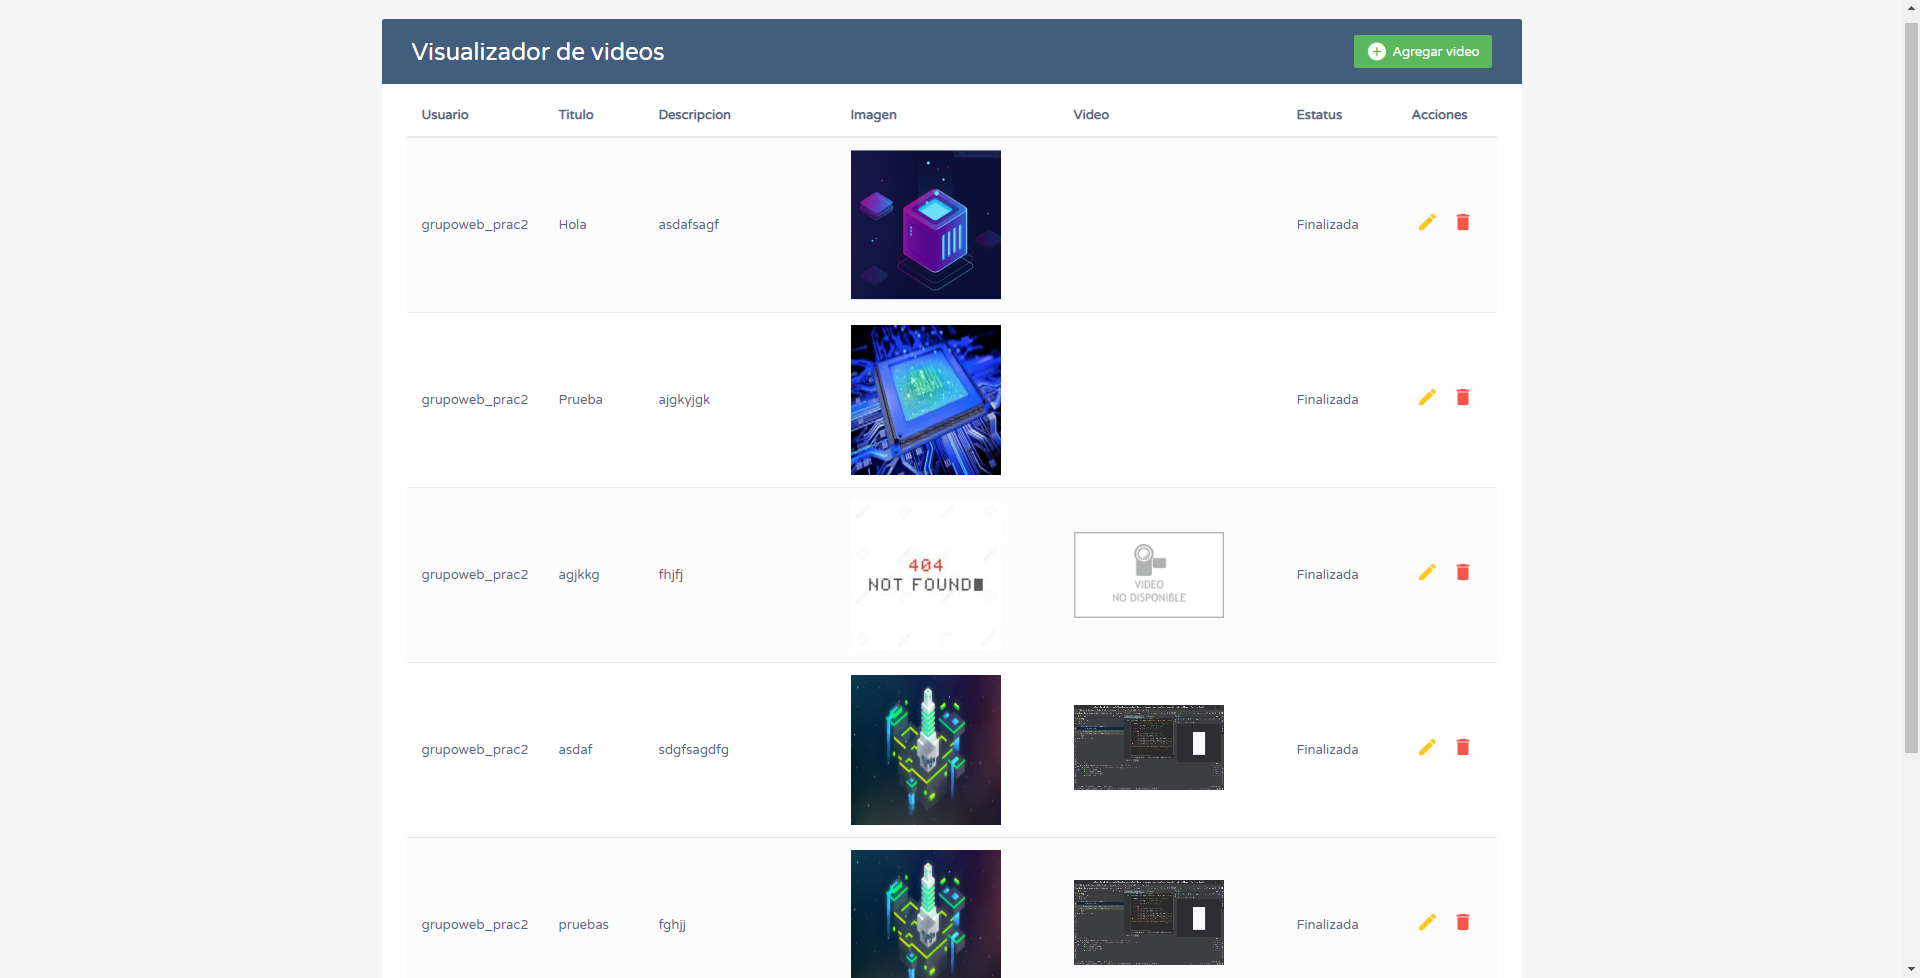 Visualizador de videos
Agregar video
Usuario Titulo Descripcion Imagen Video Estatus Acciones
grupoweb_prac2 Hola asdafsagf Finalizada
grupoweb_prac2 Prueba ajgkyjgk Finalizada
404
NOT FOUND
grupoweb_prac2 agjkkg fhjfj Finalizada
VIDEO
NO DISPONIBLE
grupoweb_prac2 asdaf sdgfsagdfg Finalizada
grupoweb_prac2 pruebas fghjj Finalizada